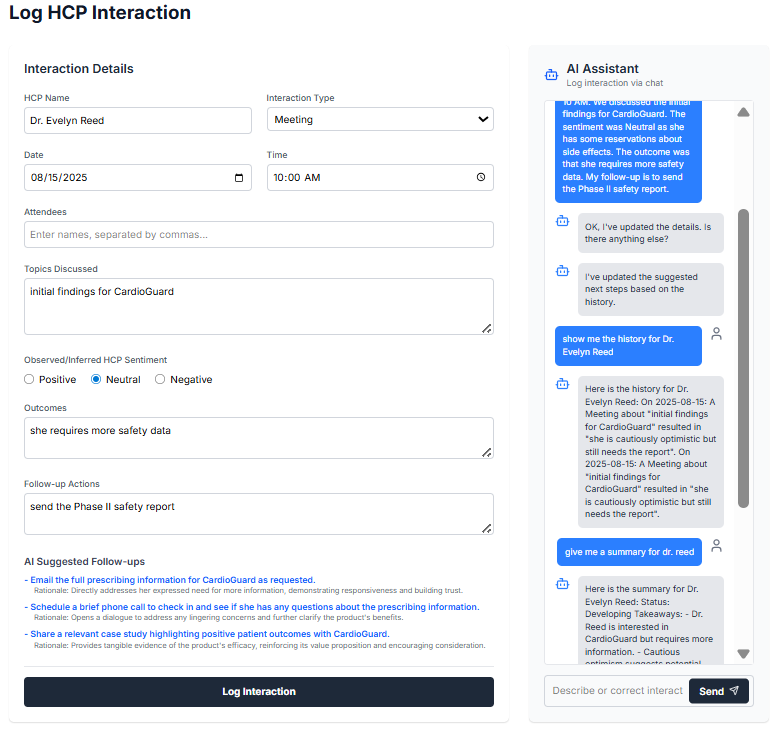 Log HCP Interaction
Interaction Details
HCP Name
Interaction Type
Dr. Evelyn Reed
Meeting
Date
Time
08/15/2025
10:00 AM
Attendees
Enter names, separated by commas...
Topics Discussed
initial findings for CardioGuard
Observed/Inferred HCP Sentiment
Positive
Neutral
Negative
Outcomes
she requires more safety data
Follow-up Actions
send the Phase II safety report
AI Suggested Follow-ups
- Email the full prescribing information for CardioGuard as requested.
Rationale: Directly addresses her expressed need for more information, demonstrating responsiveness and building trust.
- Schedule a brief phone call to check in and see if she has any questions about the prescribing information.
Rationale: Opens a dialogue to address any lingering concerns and further clarify the product's benefits.
- Share a relevant case study highlighting positive patient outcomes with CardioGuard.
Rationale: Provides tangible evidence of the product's efficacy, reinforcing its value proposition and encouraging consideration.
Log Interaction
AI Assistant
Log interaction via chat
10 AM. We discussed the initial
findings for CardioGuard. The
sentiment was Neutral as she
has some reservations about
side effects. The outcome was
that she requires more safety
data. My follow-up is to send
the Phase II safety report.
OK, I've updated the details. Is
there anything else?
I've updated the suggested
next steps based on the
history.
show me the history for Dr.
Evelyn Reed
Here is the history for Dr.
Evelyn Reed: On 2025-08-15: A
Meeting about "initial findings
for CardioGuard" resulted in
"she is cautiously optimistic but
still needs the report". On
2025-08-15: A Meeting about
"initial findings for
CardioGuard" resulted in "she
is cautiously optimistic but still
needs the report".
give me a summary for dr. reed
Here is the summary for Dr.
Evelyn Reed: Status:
Developing Takeaways: - Dr.
Reed is interested in
CardioGuard but requires more
information. - Cautious
optimism suggests potential
Describe or correct interact
Send